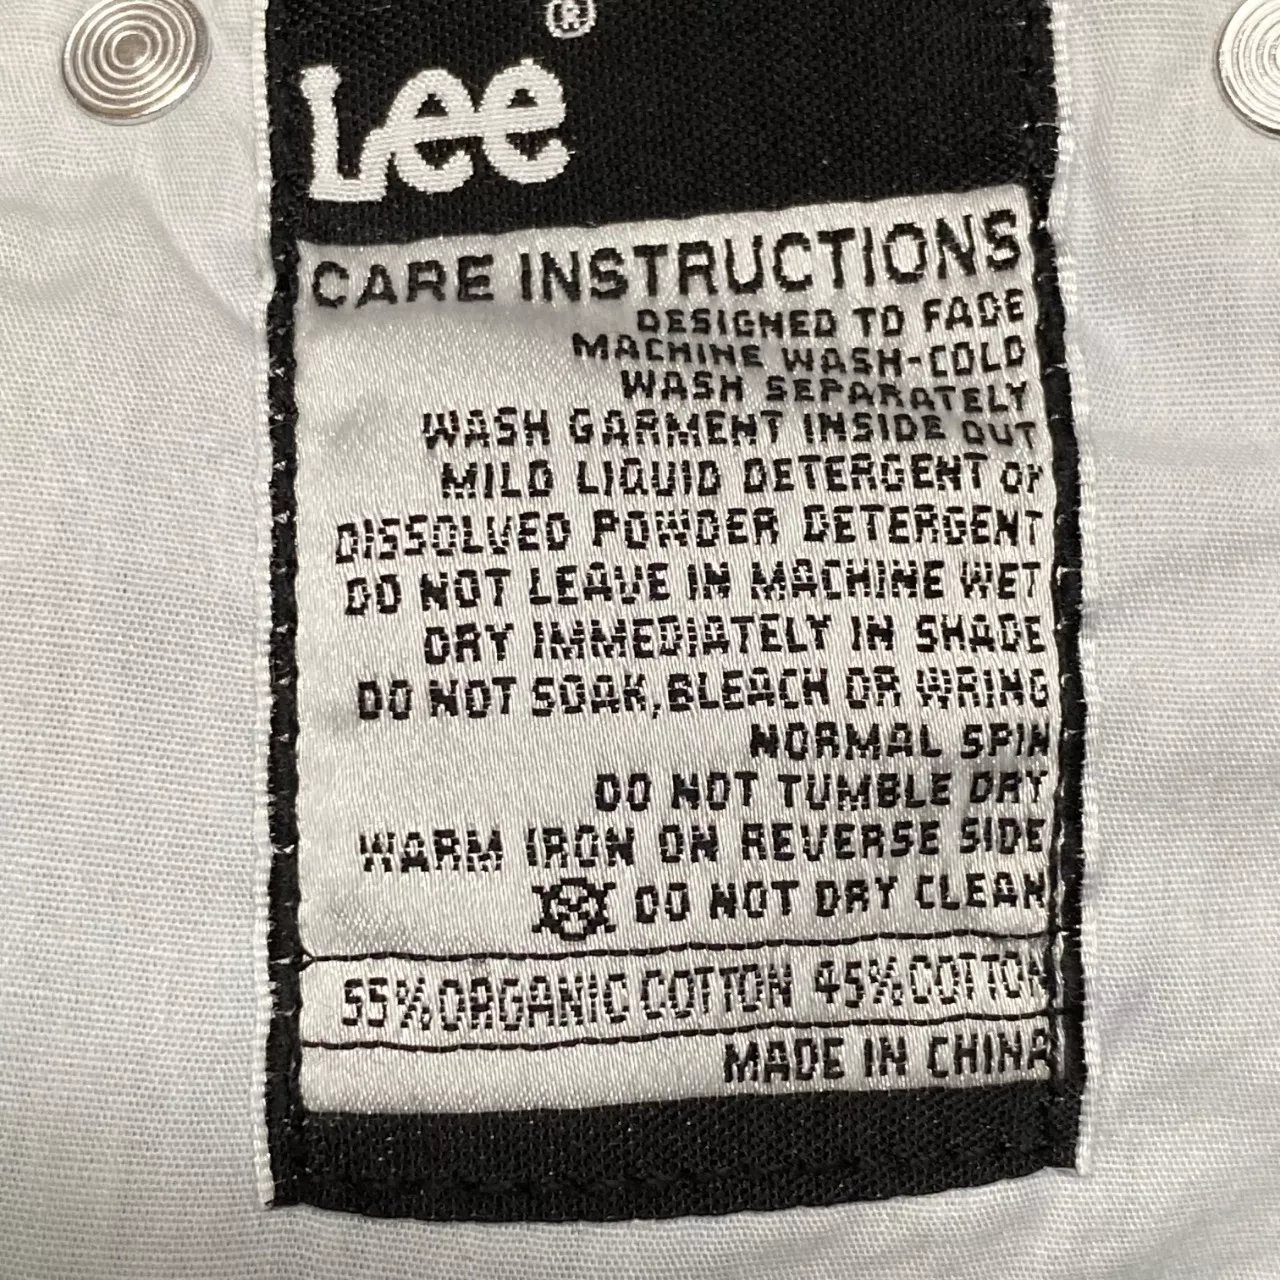 ®
Lee
CARE INSTRUCTIONS
DESIGNED TO FADE
MACHINE WASH-COLD
WASH SEPARATELY
WASH GARMENT INSIDE OUT
MILD LIQUID DETERGENT or
DISSOLVED POWDER DETERGENT
DO NOT LEAVE IN MACHINE WET
DRY IMMEDIATELY IN SHADE
DO NOT SOAK,BLEACH OR WRING
NORMAL SPIN
DO NOT TUMBLE DRY
WARM IRON ON REVERSE SIDE
DO NOT DRY CLEAN
55%ORGANIC COTTON 45%COTTON
MADE IN CHINA